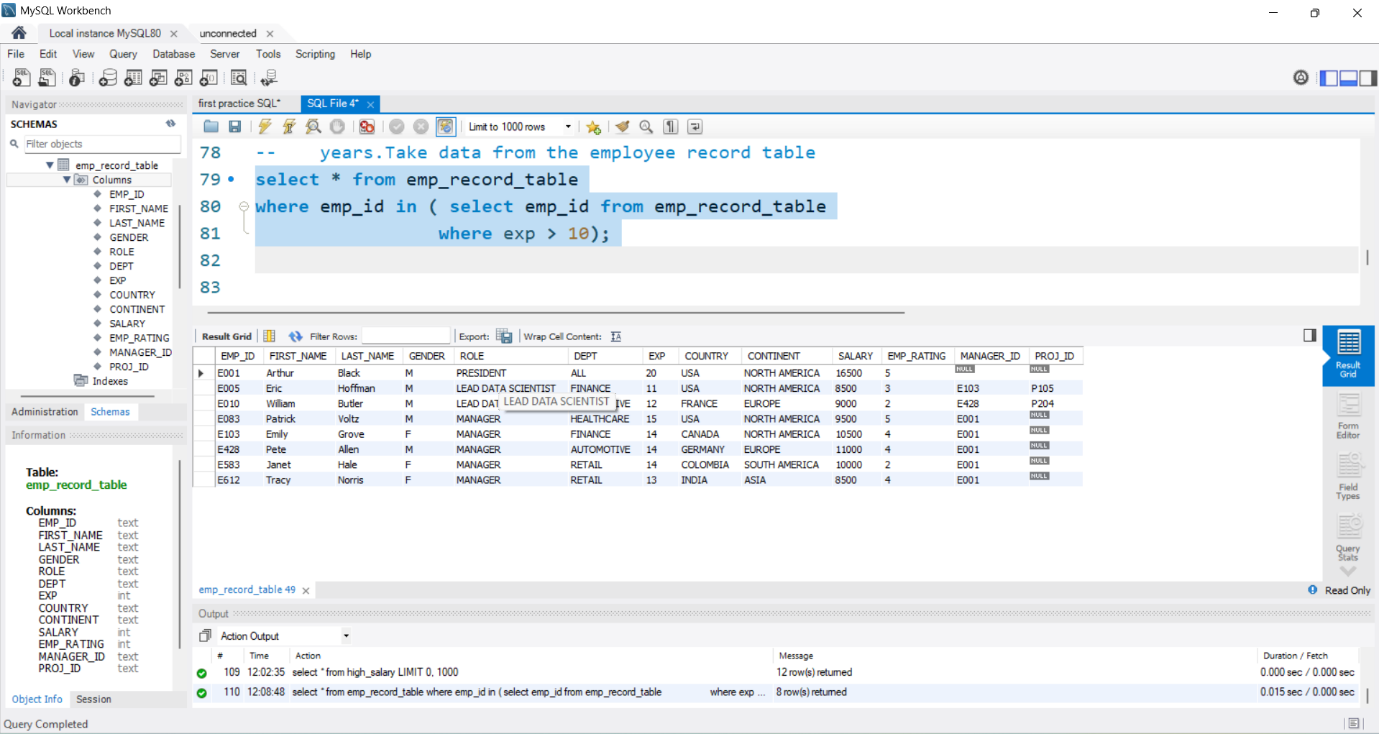 MySQL Workbench
Local instance MySQL80
unconnected
File Edit View Query Database Server Tools Scripting Help
Navigator
SCHEMAS
Filter objects
emp_record_table
Columns
EMP_ID
FIRST_NAME
LAST_NAME
GENDER
ROLE
DEPT
EXP
COUNTRY
CONTINENT
SALARY
EMP_RATING
MANAGER_ID
PROJ_ID
Indexes
Administration Schemas
Information
Table:
emp_record_table
Columns:
EMP_ID text
FIRST_NAME text
LAST_NAME text
GENDER text
ROLE text
DEPT text
EXP int
COUNTRY text
CONTINENT text
SALARY int
EMP_RATING int
MANAGER_ID text
PROJ_ID text
Object Info Session
Query Completed
first practice SQL* SQL File 4*
Limit to 1000 rows
78 -- years.Take data from the employee record table
79 select * from emp_record_table
80 where emp_id in ( select emp_id from emp_record_table
81 where exp > 10);
82
83
Result Grid Filter Rows: Export: Wrap Cell Content:
EMP_ID FIRST_NAME LAST_NAME GENDER ROLE DEPT EXP COUNTRY CONTINENT SALARY EMP_RATING MANAGER_ID PROJ_ID
E001 Arthur Black M PRESIDENT ALL 20 USA NORTH AMERICA 16500 5 NULL NULL
E005 Eric Hoffman M LEAD DATA SCIENTIST FINANCE 11 USA NORTH AMERICA 8500 3 E103 P105
E010 William Butler M LEAD DAT IVE 12 FRANCE EUROPE 9000 2 E428 P204
LEAD DATA SCIENTIST
E083 Patrick Voltz M MANAGER HEALTHCARE 15 USA NORTH AMERICA 9500 5 E001 NULL
E103 Emily Grove F MANAGER FINANCE 14 CANADA NORTH AMERICA 10500 4 E001 NULL
E428 Pete Allen M MANAGER AUTOMOTIVE 14 GERMANY EUROPE 11000 4 E001 NULL
E583 Janet Hale F MANAGER RETAIL 14 COLOMBIA SOUTH AMERICA 10000 2 E001 NULL
E612 Tracy Norris F MANAGER RETAIL 13 INDIA ASIA 8500 4 E001 NULL
Result
Grid
Form
Editor
Field
Types
Query
Stats
emp_record_table 49
Read Only
Output
Action Output
# Time Action Message Duration / Fetch
109 12:02:35 select * from high_salary LIMIT 0, 1000 12 row(s) returned 0.000 sec / 0.000 sec
110 12:08:48 select * from emp_record_table where emp_id in ( select emp_id from emp_record_table where exp ... 8 row(s) returned 0.015 sec / 0.000 sec